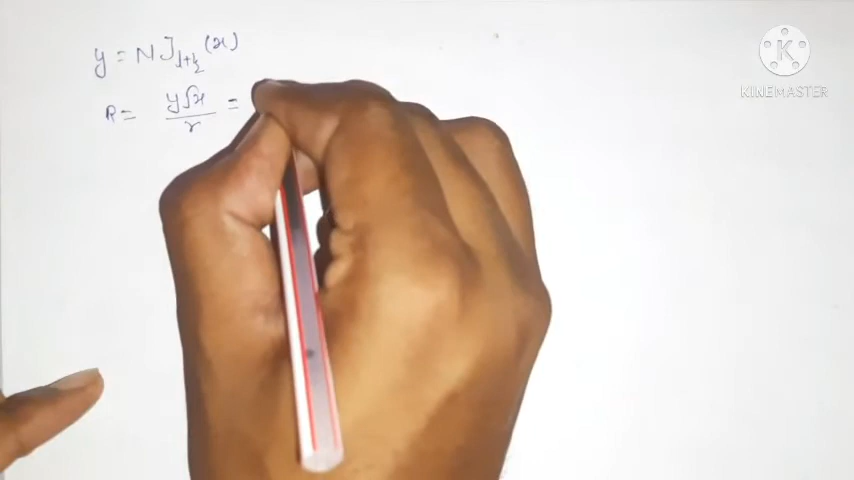 y = N J_{l+½}(x)
R = y√x / r =
KINEMASTER